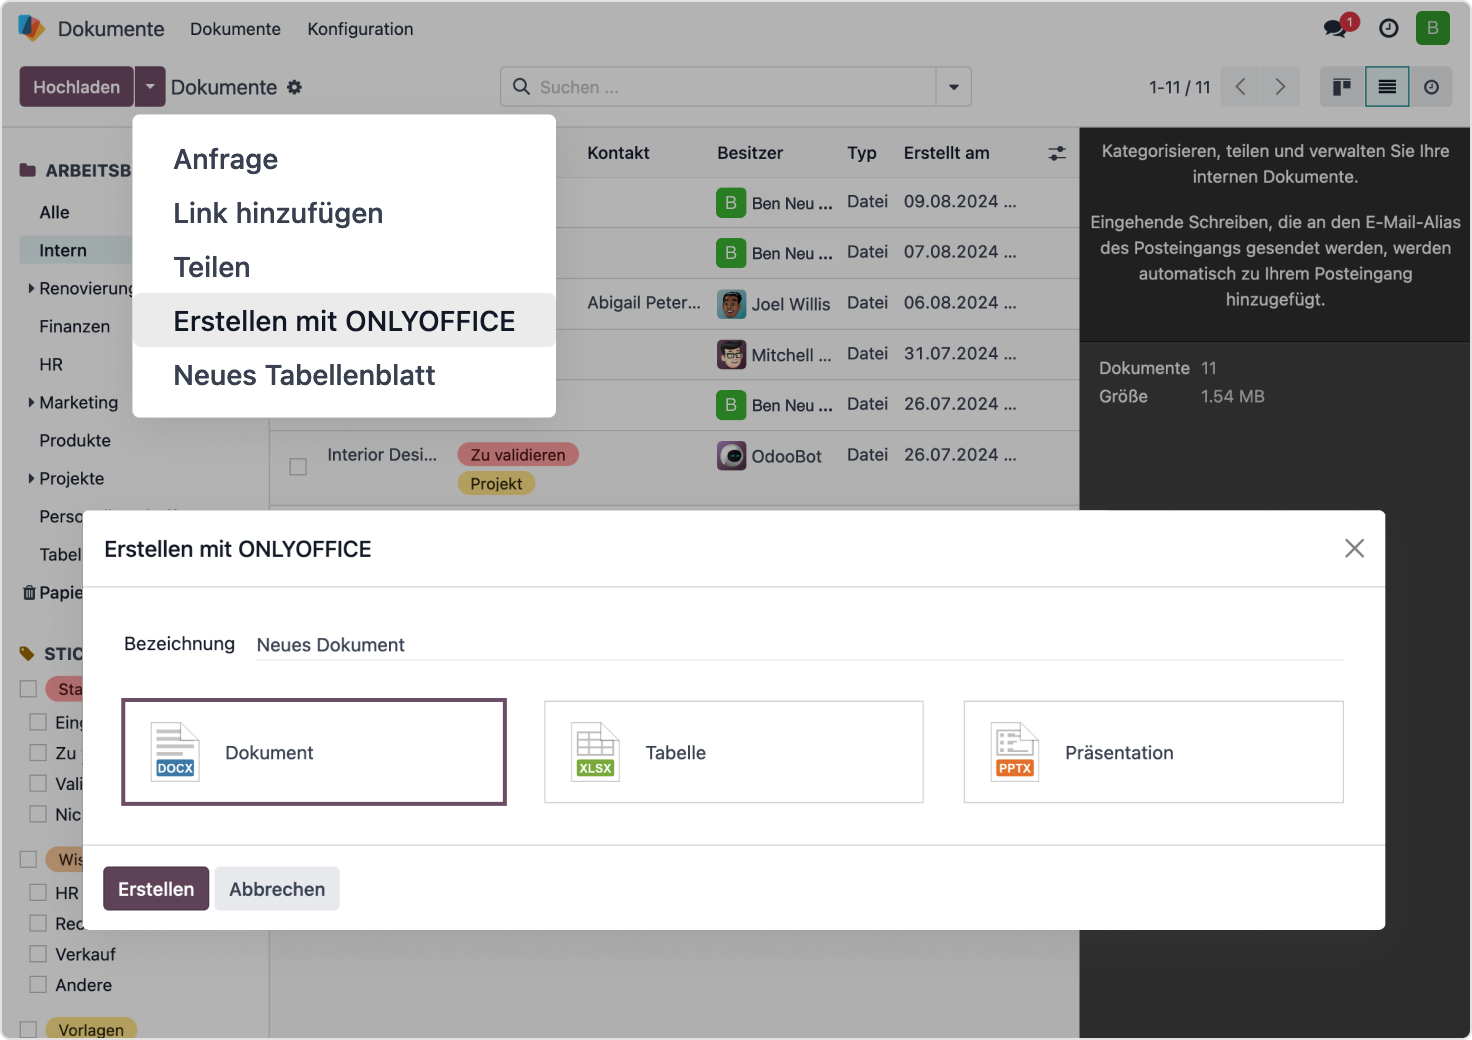 Dokumente Dokumente Konfiguration 1 B
Hochladen Dokumente Suchen ... 1-11 / 11
Anfrage
Link hinzufügen
Teilen
Erstellen mit ONLYOFFICE
Neues Tabellenblatt
ARBEITSB
Alle
Intern
Renovierung
Finanzen
HR
Marketing
Produkte
Projekte
Perso
Tabel
Papie
STIC
Sta
Eing
Zu
Vali
Nic
Wis
HR
Rec
Verkauf
Andere
Vorlagen
Kontakt Besitzer Typ Erstellt am
B Ben Neu ... Datei 09.08.2024 ...
B Ben Neu ... Datei 07.08.2024 ...
Abigail Peter... Joel Willis Datei 06.08.2024 ...
Mitchell ... Datei 31.07.2024 ...
B Ben Neu ... Datei 26.07.2024 ...
Interior Desi... Zu validieren OdooBot Datei 26.07.2024 ...
Projekt
Kategorisieren, teilen und verwalten Sie Ihre
internen Dokumente.
Eingehende Schreiben, die an den E-Mail-Alias
des Posteingangs gesendet werden, werden
automatisch zu Ihrem Posteingang
hinzugefügt.
Dokumente 11
Größe 1.54 MB
Erstellen mit ONLYOFFICE
Bezeichnung Neues Dokument
DOCX Dokument
XLSX Tabelle
PPTX Präsentation
Erstellen Abbrechen